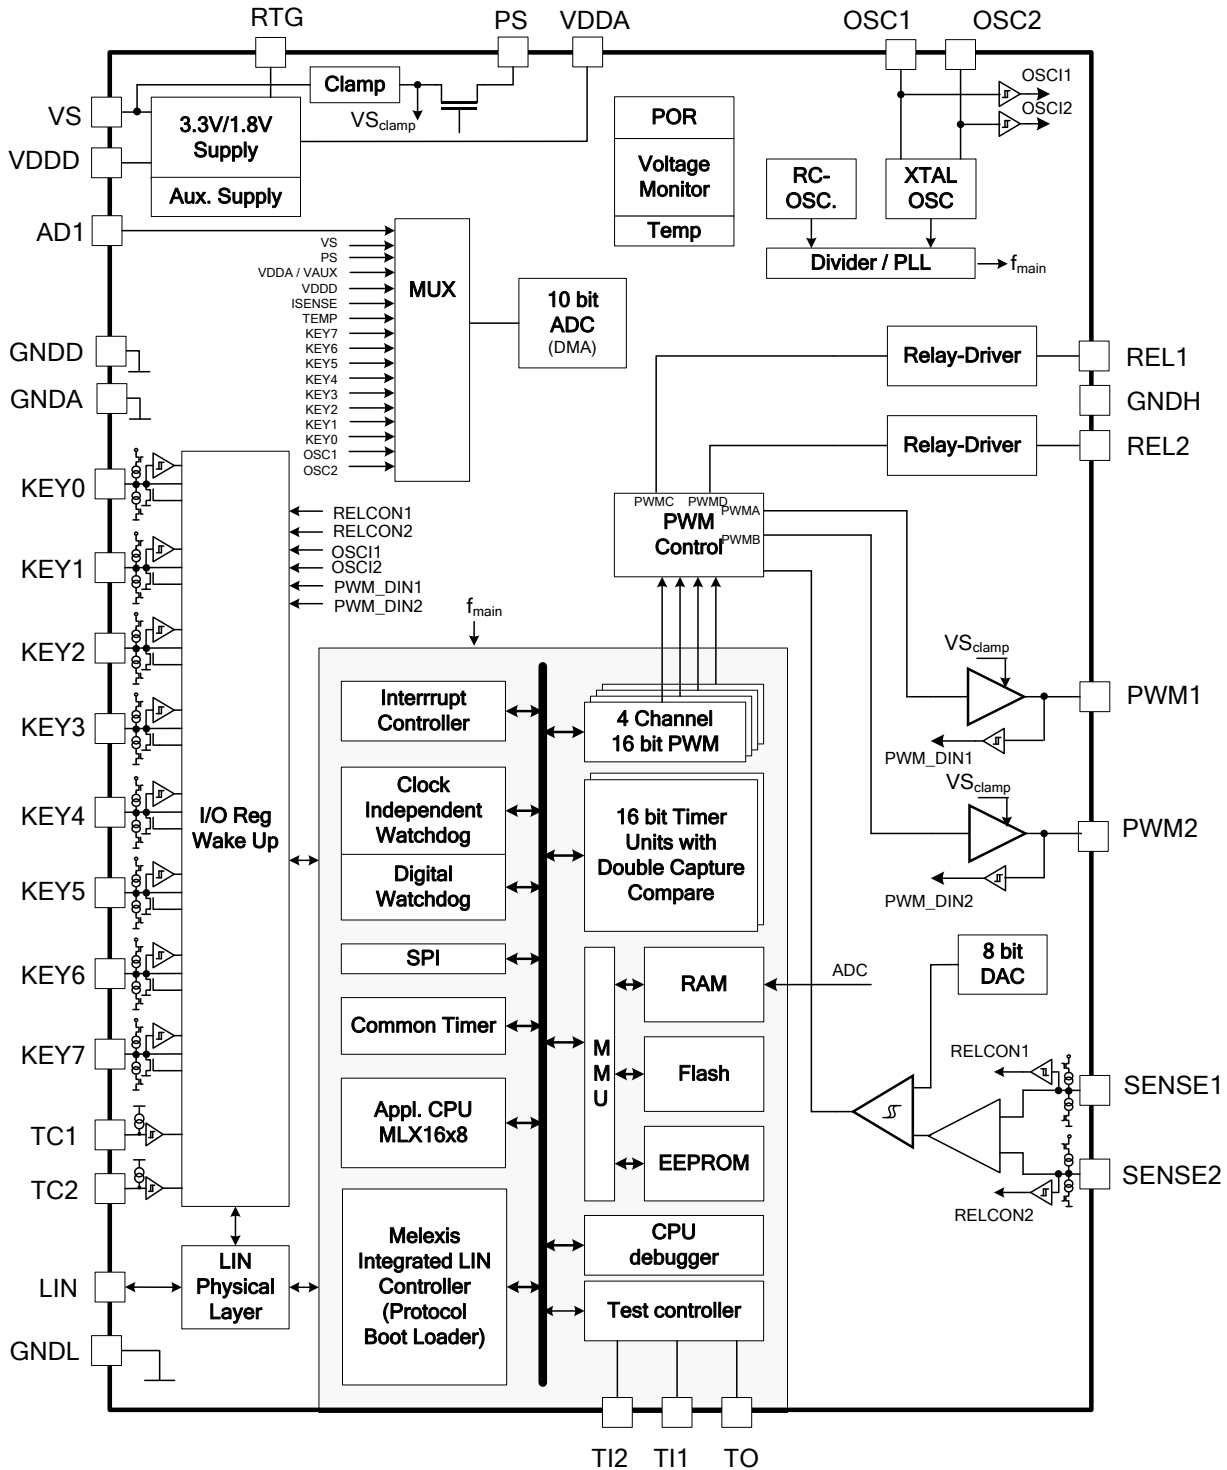 RTG
PS
VDDA
OSC1
OSC2
VS
VDDD
AD1
GNDD
GNDA
KEY0
KEY1
KEY2
KEY3
KEY4
KEY5
KEY6
KEY7
TC1
TC2
LIN
GNDL
Clamp
VSclamp
3.3V/1.8V
Supply
Aux. Supply
POR
Voltage
Monitor
Temp
OSCI1
OSCI2
RC-
OSC.
XTAL
OSC
Divider / PLL
fmain
VS
PS
VDDA / VAUX
VDDD
ISENSE
TEMP
KEY7
KEY6
KEY5
KEY4
KEY3
KEY2
KEY1
KEY0
OSC1
OSC2
MUX
10 bit
ADC
(DMA)
Relay-Driver
REL1
GNDH
Relay-Driver
REL2
PWMC
PWMD
PWMA
PWM
Control
PWMB
RELCON1
RELCON2
OSCI1
OSCI2
PWM_DIN1
PWM_DIN2
I/O Reg
Wake Up
fmain
Interrrupt
Controller
Clock
Independent
Watchdog
Digital
Watchdog
SPI
Common Timer
Appl. CPU
MLX16x8
Melexis
Integrated LIN
Controller
(Protocol
Boot Loader)
LIN
Physical
Layer
4 Channel
16 bit PWM
16 bit Timer
Units with
Double Capture
Compare
M
M
U
RAM
Flash
EEPROM
CPU
debugger
Test controller
ADC
VSclamp
PWM1
PWM_DIN1
VSclamp
PWM2
PWM_DIN2
8 bit
DAC
RELCON1
SENSE1
SENSE2
RELCON2
TI2
TI1
TO